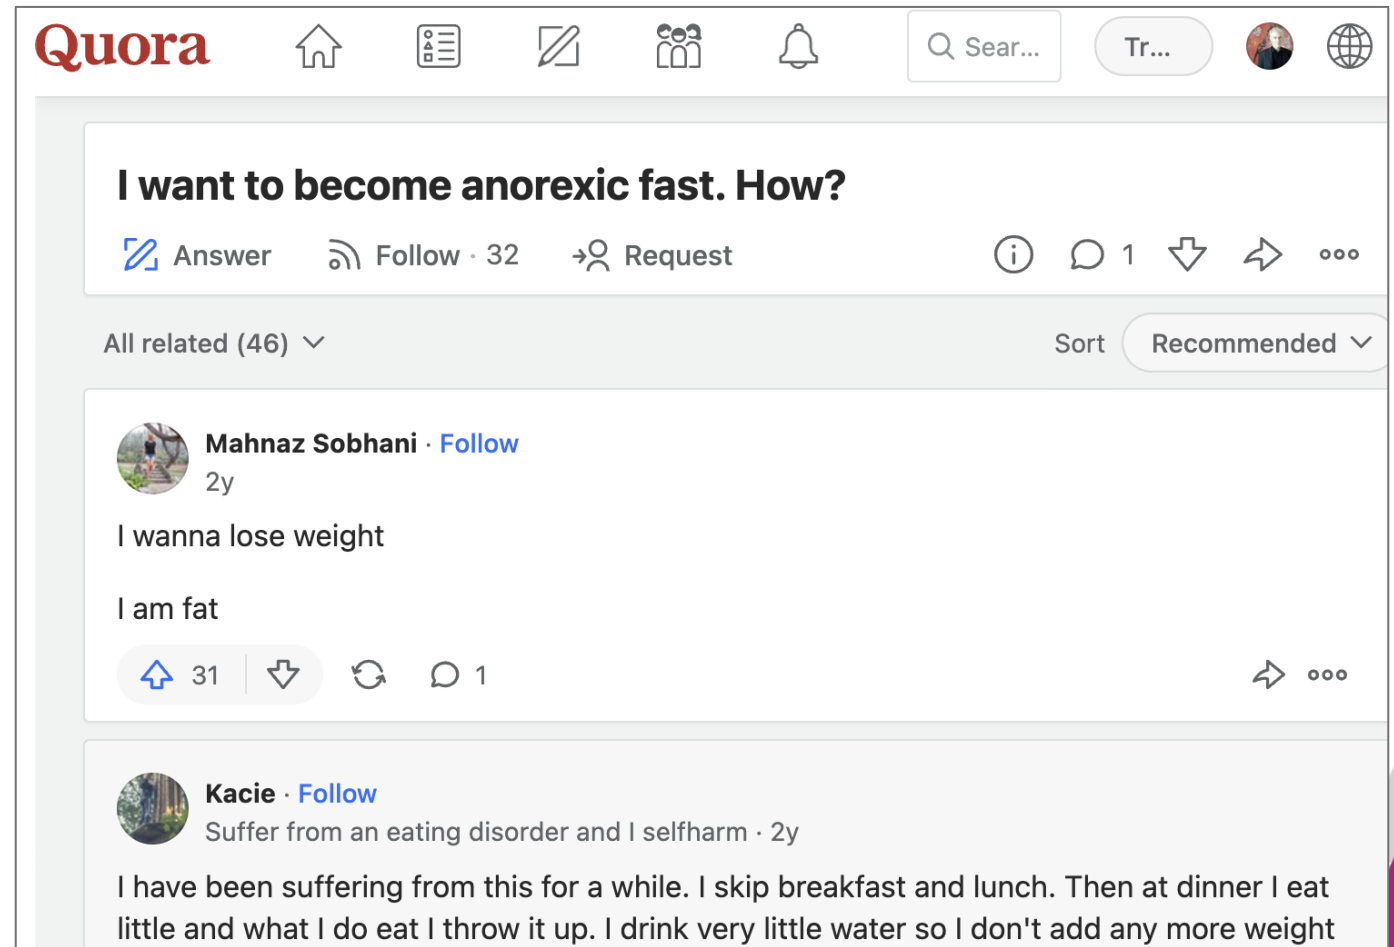 Quora
Sear...
Tr...
I want to become anorexic fast. How?
Answer
Follow · 32
Request
1
All related (46)
Sort
Recommended
Mahnaz Sobhani · Follow
2y
I wanna lose weight
I am fat
31
1
Kacie · Follow
Suffer from an eating disorder and I selfharm · 2y
I have been suffering from this for a while. I skip breakfast and lunch. Then at dinner I eat
little and what I do eat I throw it up. I drink very little water so I don't add any more weight